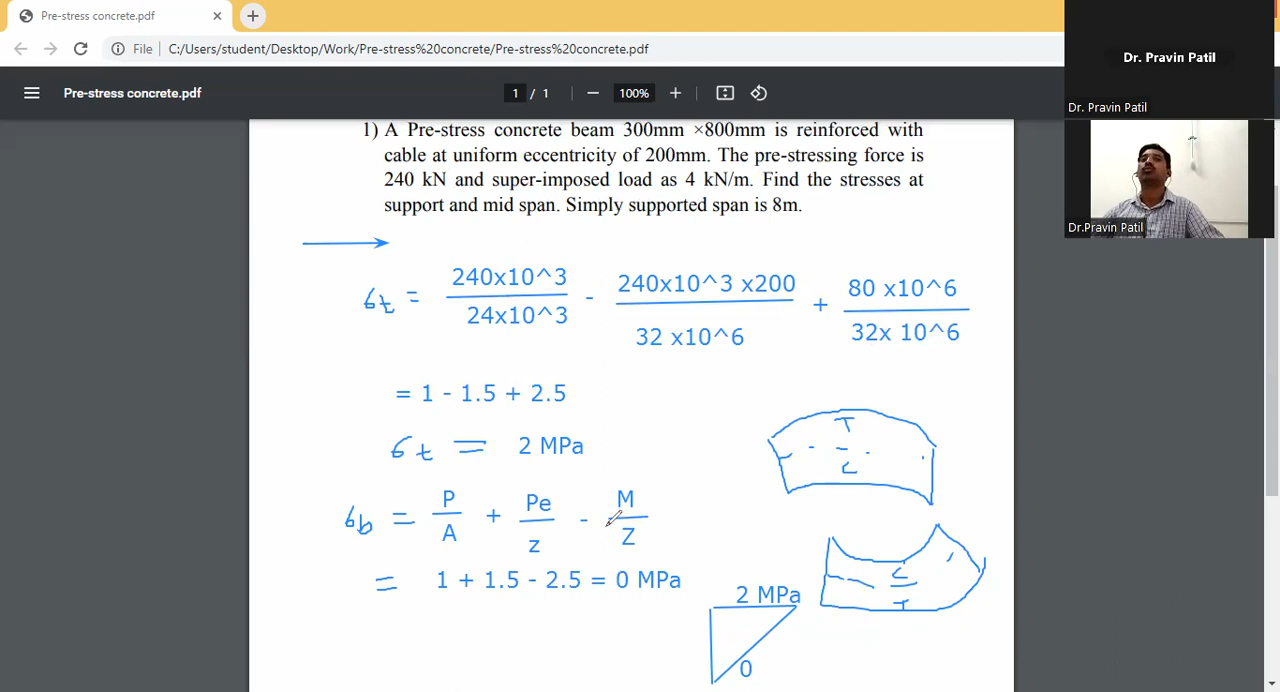 Pre-stress concrete.pdf
File C:/Users/student/Desktop/Work/Pre-stress%20concrete/Pre-stress%20concrete.pdf
Dr. Pravin Patil
Pre-stress concrete.pdf 1 / 1 100%
Dr. Pravin Patil
1) A Pre-stress concrete beam 300mm ×800mm is reinforced with
cable at uniform eccentricity of 200mm. The pre-stressing force is
240 kN and super-imposed load as 4 kN/m. Find the stresses at
support and mid span. Simply supported span is 8m.
Dr.Pravin Patil
240x10^3 240x10^3 x200 80 x10^6
6t = - +
24x10^3 32 x10^6 32x 10^6
= 1 - 1.5 + 2.5
T
C
6t = 2 MPa
P Pe M
6b = + -
A z Z
C
T
= 1 + 1.5 - 2.5 = 0 MPa
2 MPa
0